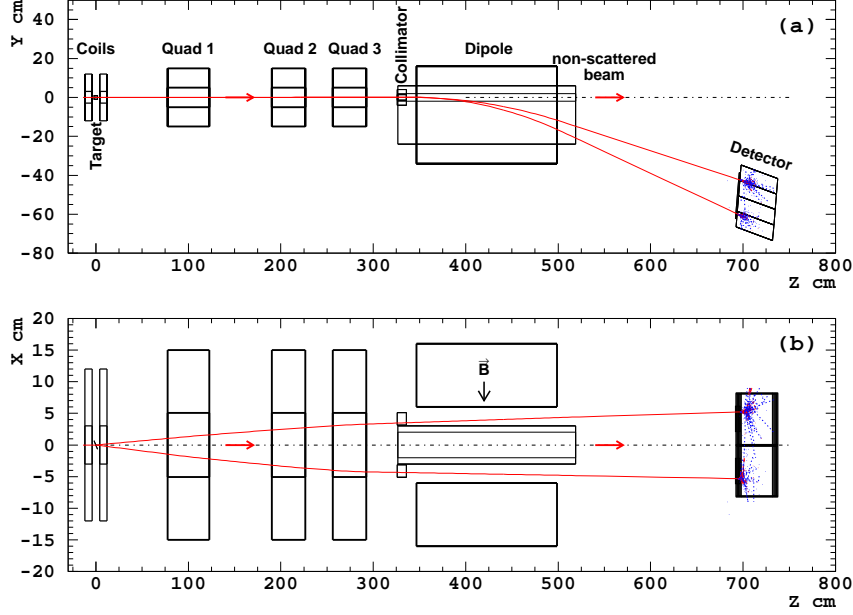 Y cm
40
20
0
-20
-40
-60
-80
(a)
Coils
Quad 1
Quad 2
Quad 3
Collimator
Dipole
non-scattered
beam
Target
Detector
0
100
200
300
400
500
600
700
800
Z cm
X cm
20
15
10
5
0
-5
-10
-15
-20
(b)
B
0
100
200
300
400
500
600
700
800
Z cm